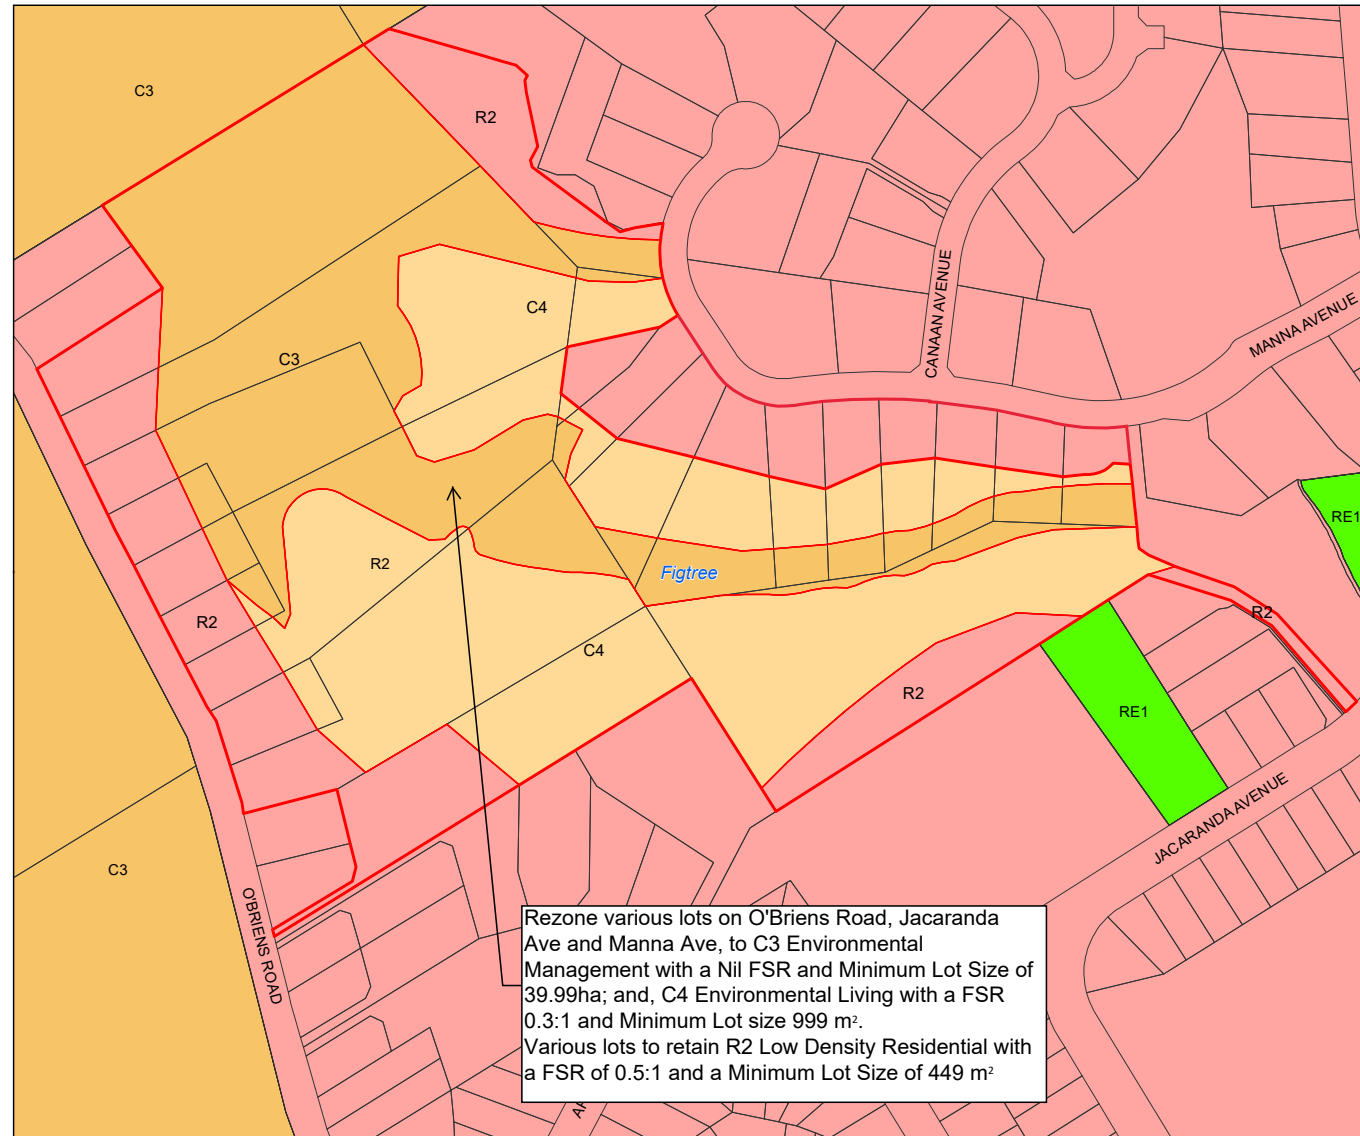 C3
R2
CANAAN AVENUE
MANNA AVENUE
C4
C3
RE1
R2
Figtree
R2
R2
C4
R2
RE1
JACARANDA AVENUE
C3
O'BRIENS ROAD
Rezone various lots on O'Briens Road, Jacaranda
Ave and Manna Ave, to C3 Environmental
Management with a Nil FSR and Minimum Lot Size of
39.99ha; and, C4 Environmental Living with a FSR
0.3:1 and Minimum Lot size 999 m².
Various lots to retain R2 Low Density Residential with
a FSR of 0.5:1 and a Minimum Lot Size of 449 m²